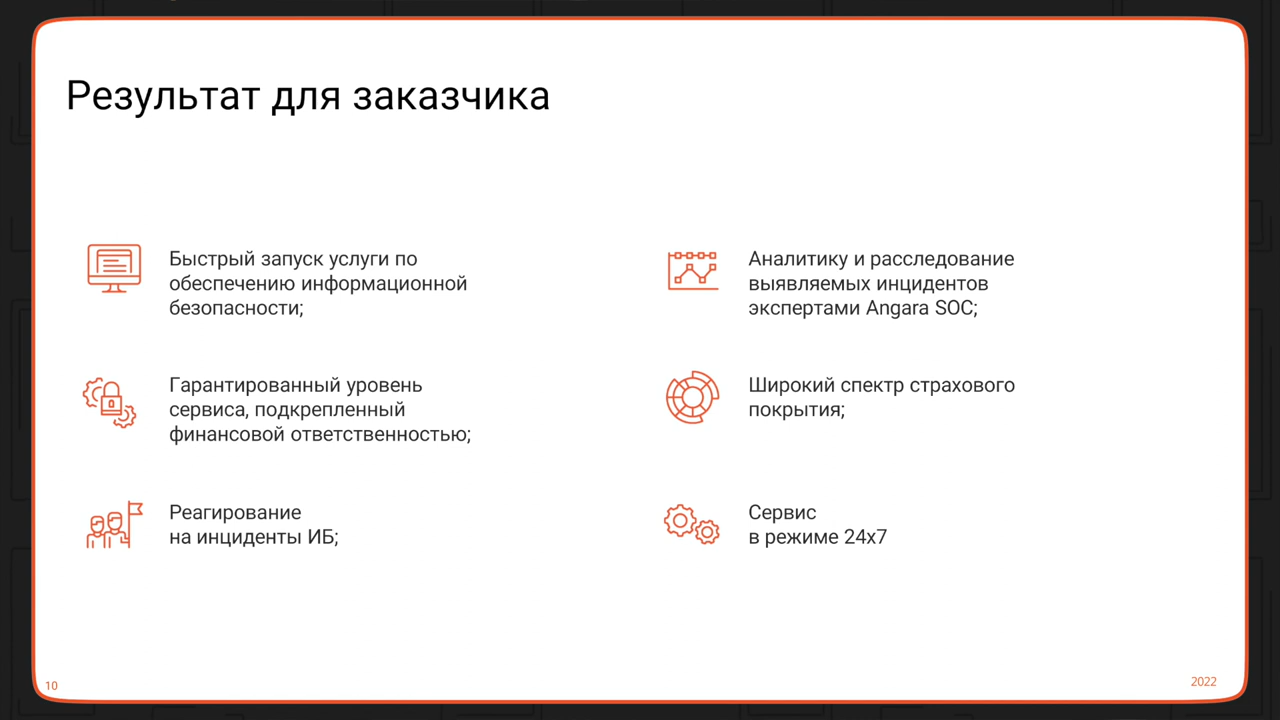 Результат для заказчика
Быстрый запуск услуги по
обеспечению информационной
безопасности;
Гарантированный уровень
сервиса, подкрепленный
финансовой ответственностью;
Реагирование
на инциденты ИБ;
Аналитику и расследование
выявляемых инцидентов
экспертами Angara SOC;
Широкий спектр страхового
покрытия;
Сервис
в режиме 24x7
10
2022